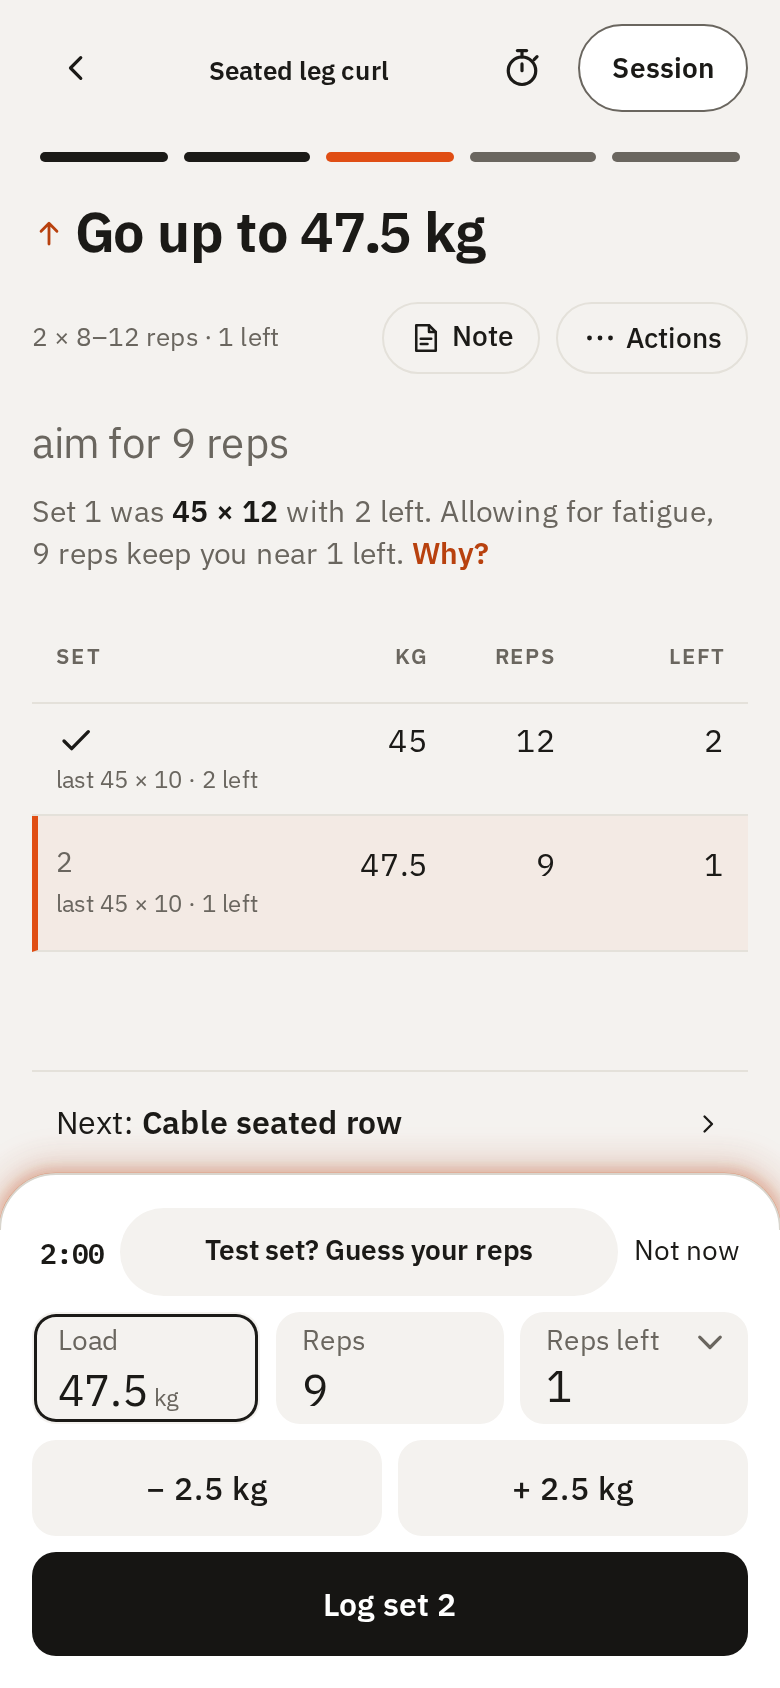 Seated leg curl
Session
↑ Go up to 47.5 kg
2 × 8–12 reps · 1 left
Note
··· Actions
aim for 9 reps
Set 1 was 45 × 12 with 2 left. Allowing for fatigue,
9 reps keep you near 1 left. Why?
SET KG REPS LEFT
✓ 45 12 2
last 45 × 10 · 2 left
2 47.5 9 1
last 45 × 10 · 1 left
Next: Cable seated row
2:00 Test set? Guess your reps Not now
Load Reps Reps left
47.5 kg 9 1
− 2.5 kg + 2.5 kg
Log set 2